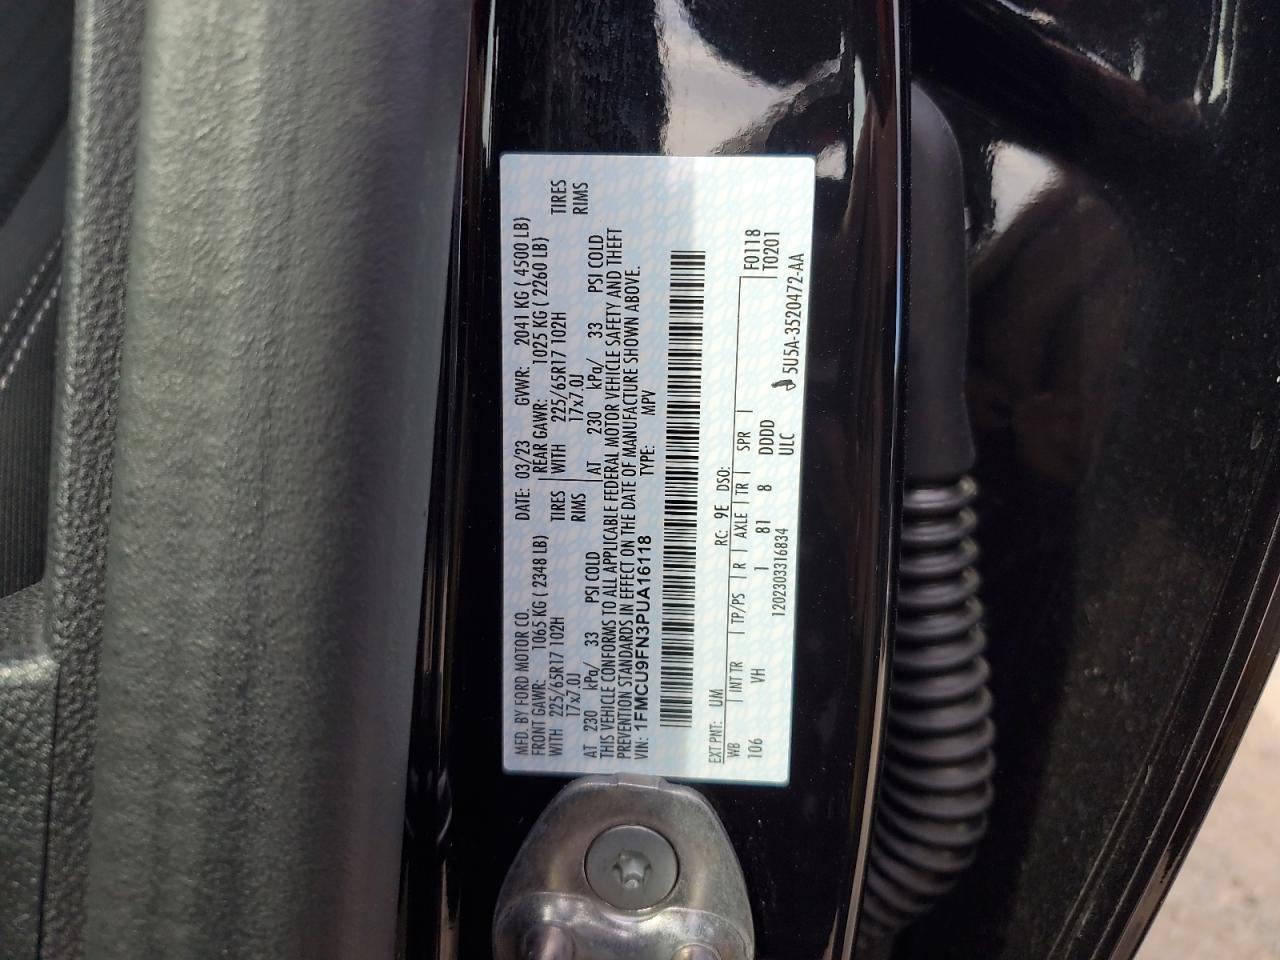 MFD. BY FORD MOTOR CO. DATE: 03/23 GVWR: 2041 KG ( 4500 LB)
FRONT GAWR: 1065 KG ( 2348 LB) REAR GAWR: 1025 KG ( 2260 LB)
WITH 225/65R17 102H TIRES WITH 225/65R17 102H TIRES
17x7.0J RIMS 17x7.0J RIMS
AT 230 kPa/ 33 PSI COLD AT 230 kPa/ 33 PSI COLD
THIS VEHICLE CONFORMS TO ALL APPLICABLE FEDERAL MOTOR VEHICLE SAFETY AND THEFT
PREVENTION STANDARDS IN EFFECT ON THE DATE OF MANUFACTURE SHOWN ABOVE.
VIN: 1FMCU9FN3PUA16118 TYPE: MPV
EXT PNT: UM RC: 9E DSO:
WB | INT TR | TP/PS | R | AXLE | TR | SPR | F0118
106 VH 1 81 8 DDDD T0201
1202303316834 ULC 5U5A-3520472-AA